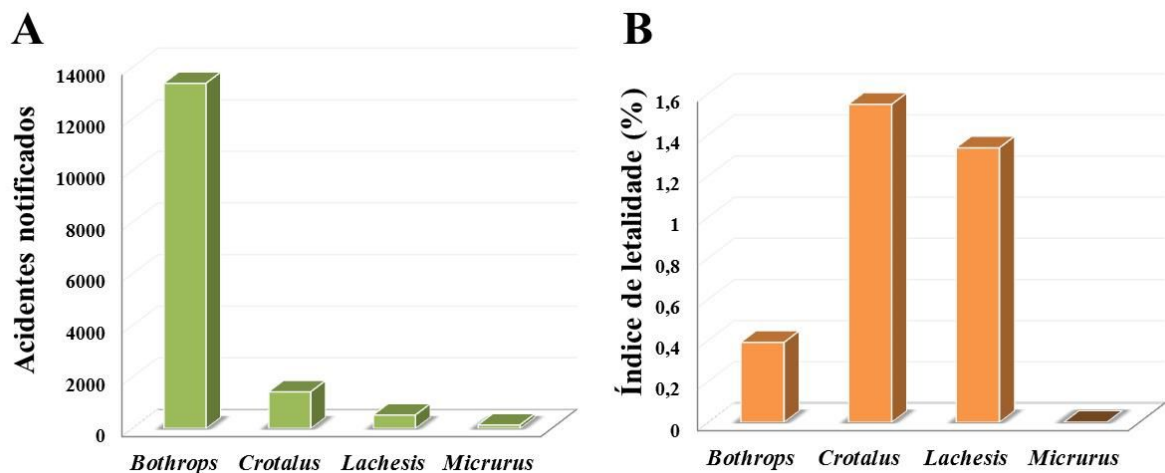 A
Acidentes notificados
14000
12000
10000
8000
6000
4000
2000
0
Bothrops Crotalus Lachesis Micrurus
B
Índice de letalidade (%)
1,6
1,4
1,2
1
0,8
0,6
0,4
0,2
0
Bothrops Crotalus Lachesis Micrurus